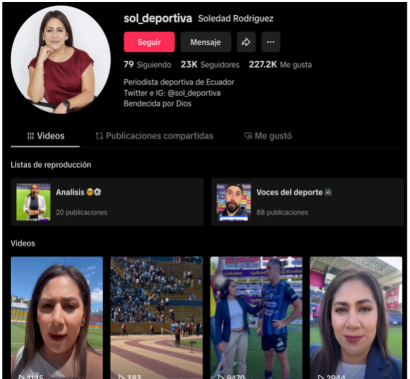 sol_deportiva Soledad Rodriguez
Seguir Mensaje
79 Siguiendo 23K Seguidores 227.2K Me gusta
Periodista deportiva de Ecuador
Twitter e IG: @sol_deportiva
Bendecida por Dios
Videos Publicaciones compartidas Me gustó
Listas de reproducción
Analisis 🤓⚽
20 publicaciones
Voces del deporte 🎙
88 publicaciones
Videos
1145 383 9470 2944